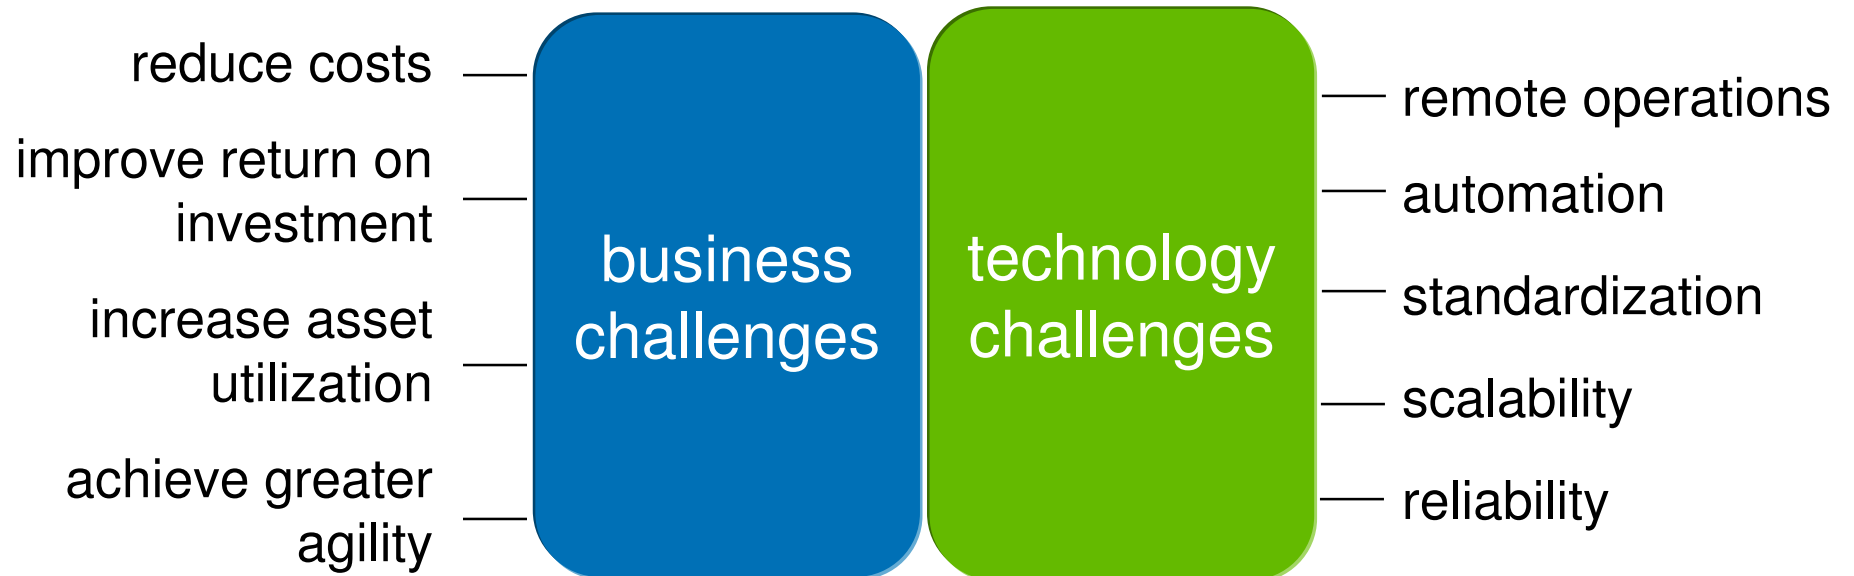 reduce costs
improve return on
investment
increase asset
utilization
achieve greater
agility
business
challenges
technology
challenges
remote operations
automation
standardization
scalability
reliability